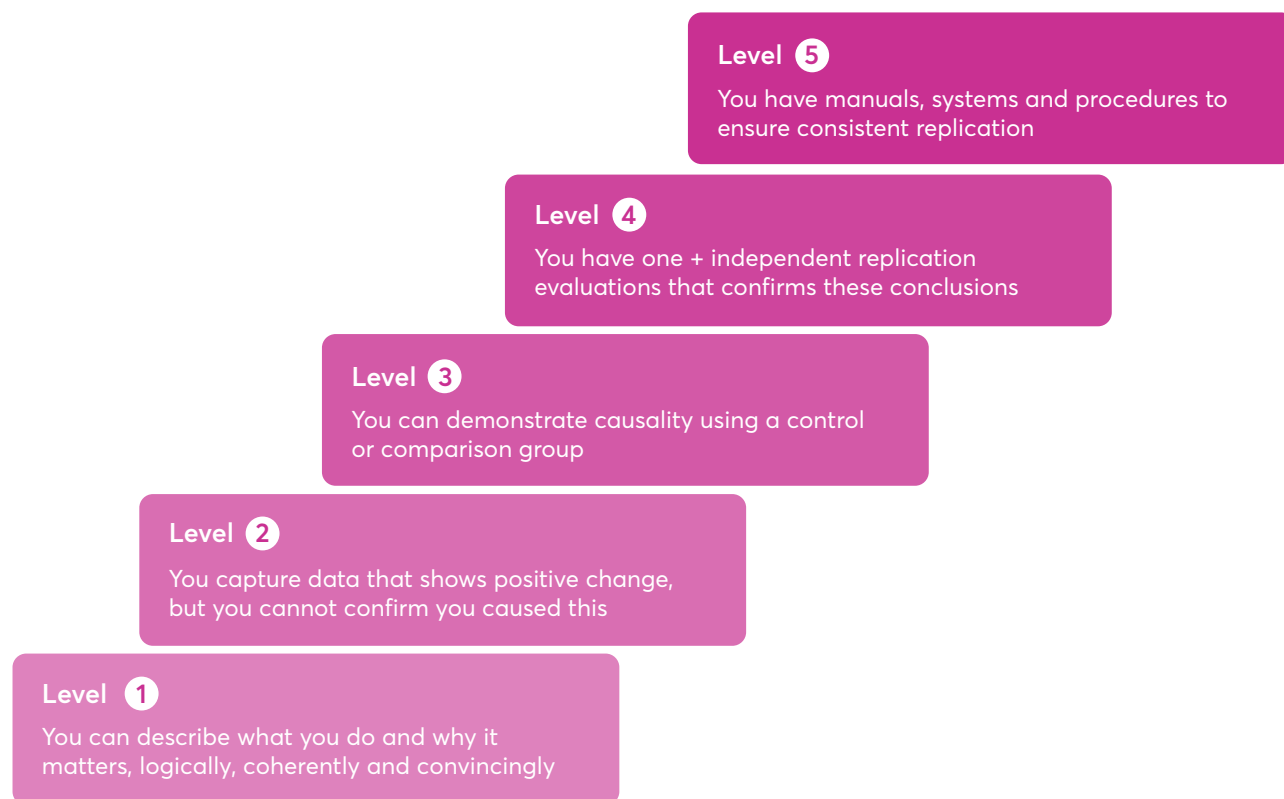 Level 5
You have manuals, systems and procedures to
ensure consistent replication
Level 4
You have one + independent replication
evaluations that confirms these conclusions
Level 3
You can demonstrate causality using a control
or comparison group
Level 2
You capture data that shows positive change,
but you cannot confirm you caused this
Level 1
You can describe what you do and why it
matters, logically, coherently and convincingly